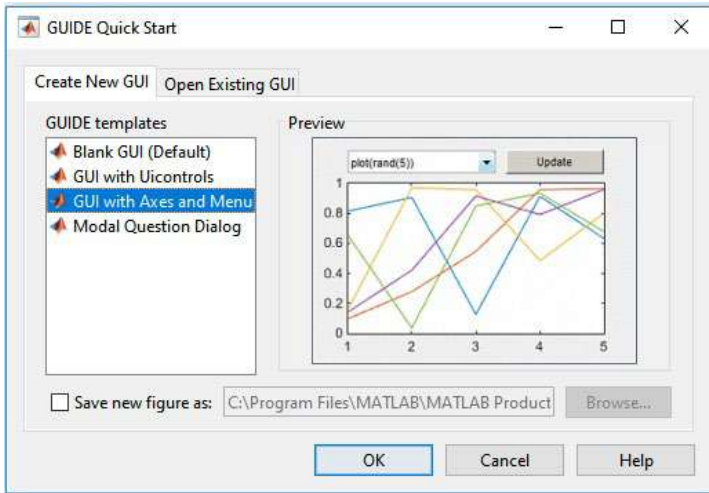 GUIDE Quick Start
Create New GUI
Open Existing GUI
GUIDE templates
Blank GUI (Default)
GUI with Uicontrols
GUI with Axes and Menu
Modal Question Dialog
Preview
plot(rand(5))
Update
1
0.8
0.6
0.4
0.2
0
1 2 3 4 5
Save new figure as:
C:\Program Files\MATLAB\MATLAB Product
Browse...
OK
Cancel
Help